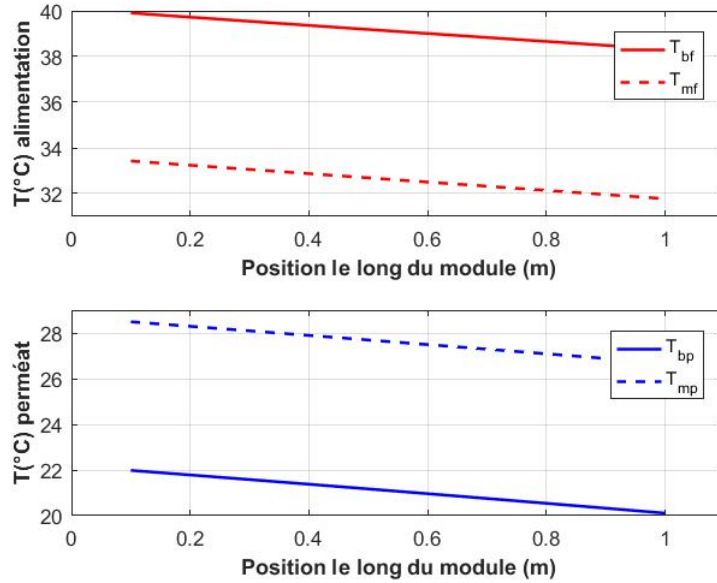 40
38
36
34
32
T(°C) alimentation
T_bf
T_mf
0 0.2 0.4 0.6 0.8 1
Position le long du module (m)
28
26
24
22
20
T(°C) perméat
T_bp
T_mp
0 0.2 0.4 0.6 0.8 1
Position le long du module (m)